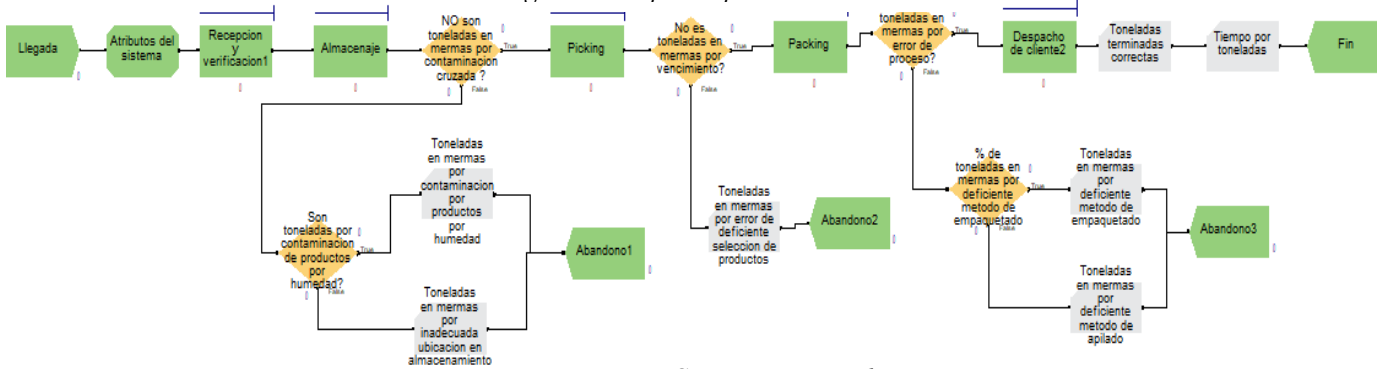 Llegada
Atributos del
sistema
Recepcion
y
verificacion1
Almacenaje
NO son
toneladas en
mermas por
contaminacion
cruzada ?
True
False
Picking
No es
toneladas en
mermas por
vencimiento?
True
False
Packing
toneladas en
mermas por
error de
proceso?
True
False
Despacho
de cliente2
Toneladas
terminadas
correctas
Tiempo por
toneladas
Fin
Son
toneladas por
contaminacion
de productos
por
humedad?
True
False
Toneladas
en mermas
por
contaminacion
por
productos
por
humedad
Toneladas
en mermas
por
inadecuada
ubicacion en
almacenamiento
Abandono1
Toneladas
en mermas
por error de
deficiente
seleccion de
productos
Abandono2
% de
toneladas en
mermas por
deficiente
metodo de
empaquetado
True
False
Toneladas
en mermas
por
deficiente
metodo de
empaquetado
Toneladas
en mermas
por
deficiente
metodo de
apilado
Abandono3